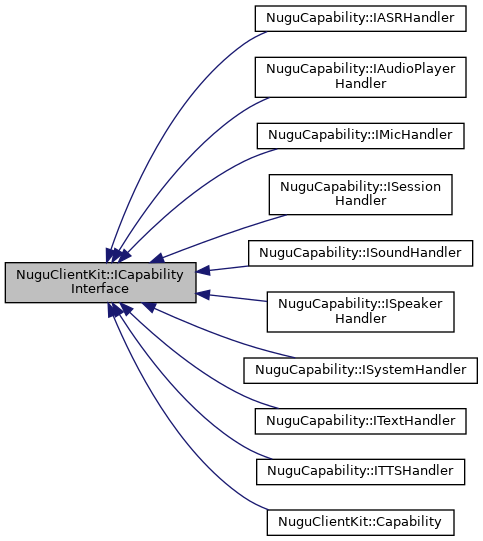 NuguCapability::IASRHandler
NuguCapability::IAudioPlayer
Handler
NuguCapability::IMicHandler
NuguCapability::ISession
Handler
NuguCapability::ISoundHandler
NuguClientKit::ICapability
Interface
NuguCapability::ISpeaker
Handler
NuguCapability::ISystemHandler
NuguCapability::ITextHandler
NuguCapability::ITTSHandler
NuguClientKit::Capability